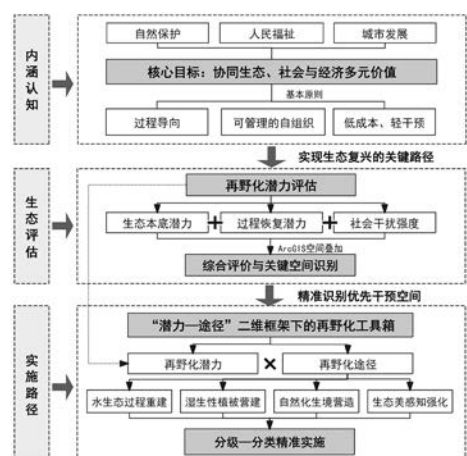 内涵认知
自然保护
人民福祉
城市发展
核心目标：协同生态、社会与经济多元价值
基本原则
过程导向
可管理的自组织
低成本、轻干预
实现生态复兴的关键路径
生态评估
再野化潜力评估
生态本底潜力
+
过程恢复潜力
+
社会干扰强度
ArcGIS空间叠加
综合评价与关键空间识别
精准识别优先干预空间
实施路径
“潜力—途径”二维框架下的再野化工具箱
再野化潜力
×
再野化途径
水生态过程重建
湿生性植被营建
自然化生境营造
生态美感知强化
分级—分类精准实施